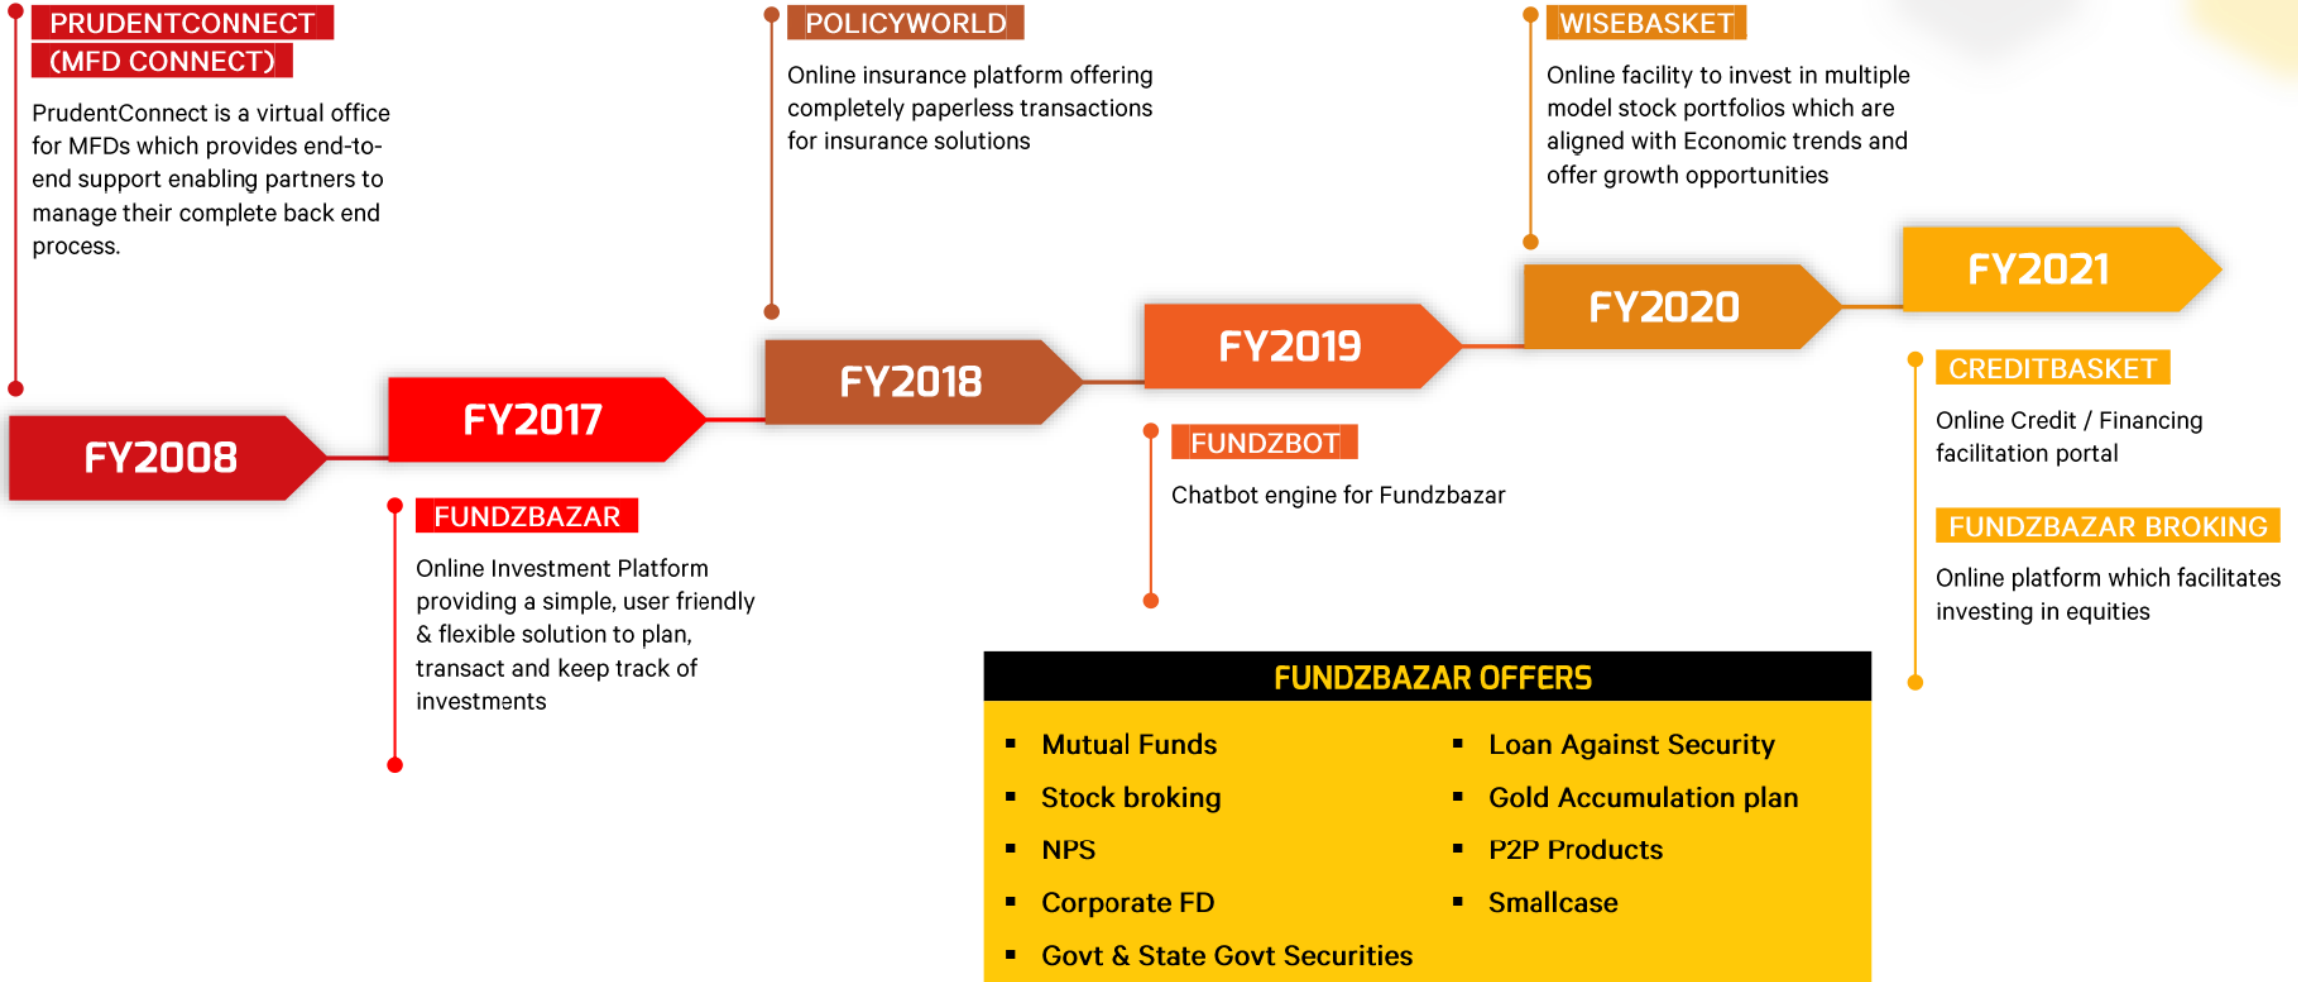 PRUDENTCONNECT
(MFD CONNECT)
PrudentConnect is a virtual office
for MFDs which provides end-to-
end support enabling partners to
manage their complete back end
process.
FY2008
FY2017
FUNDZBAZAR
Online Investment Platform
providing a simple, user friendly
& flexible solution to plan,
transact and keep track of
investments
POLICYWORLD
Online insurance platform offering
completely paperless transactions
for insurance solutions
FY2018
FY2019
FUNDZBOT
Chatbot engine for Fundzbazar
WISEBASKET
Online facility to invest in multiple
model stock portfolios which are
aligned with Economic trends and
offer growth opportunities
FY2020
FY2021
CREDITBASKET
Online Credit / Financing
facilitation portal
FUNDZBAZAR BROKING
Online platform which facilitates
investing in equities
FUNDZBAZAR OFFERS
▪ Mutual Funds
▪ Stock broking
▪ NPS
▪ Corporate FD
▪ Govt & State Govt Securities
▪ Loan Against Security
▪ Gold Accumulation plan
▪ P2P Products
▪ Smallcase